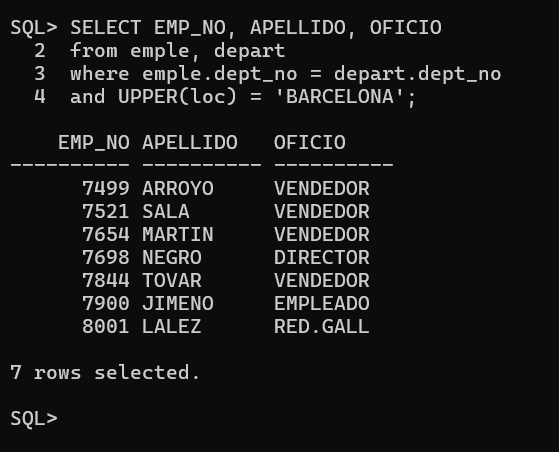 SQL> SELECT EMP_NO, APELLIDO, OFICIO
  2  from emple, depart
  3  where emple.dept_no = depart.dept_no
  4  and UPPER(loc) = 'BARCELONA';

    EMP_NO APELLIDO   OFICIO
---------- ---------- ----------
      7499 ARROYO     VENDEDOR
      7521 SALA       VENDEDOR
      7654 MARTIN     VENDEDOR
      7698 NEGRO      DIRECTOR
      7844 TOVAR      VENDEDOR
      7900 JIMENO     EMPLEADO
      8001 LALEZ      RED.GALL

7 rows selected.

SQL>